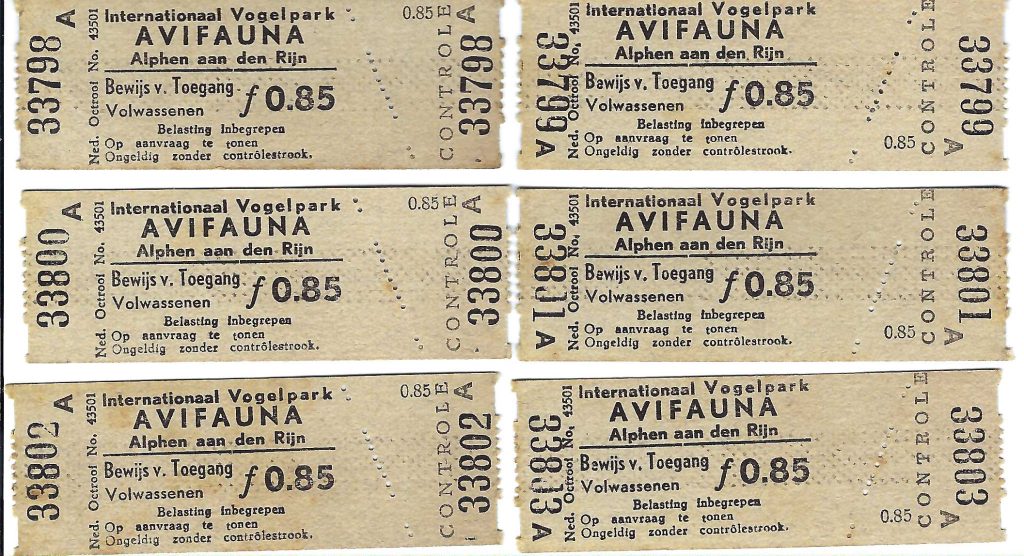 33798 A
Ned. Octrooi No. 43501
Internationaal Vogelpark
AVIFAUNA
Alphen aan den Rijn
Bewijs v. Toegang
Volwassenen
f 0.85
Belasting Inbegrepen
Op aanvraag te tonen
Ongeldig zonder contrôlestrook.
0.85
CONTROLE
33798 A
33799 A
Ned. Octrooi No. 43501
Internationaal Vogelpark
AVIFAUNA
Alphen aan den Rijn
Bewijs v. Toegang
Volwassenen
f 0.85
Belasting Inbegrepen
Op aanvraag te tonen
Ongeldig zonder contrôlestrook.
0.85
CONTROLE
33799 A
33800 A
Ned. Octrooi No. 43501
Internationaal Vogelpark
AVIFAUNA
Alphen aan den Rijn
Bewijs v. Toegang
Volwassenen
f 0.85
Belasting Inbegrepen
Op aanvraag te tonen
Ongeldig zonder contrôlestrook.
0.85
CONTROLE
33800 A
33801 A
Ned. Octrooi No. 43501
Internationaal Vogelpark
AVIFAUNA
Alphen aan den Rijn
Bewijs v. Toegang
Volwassenen
f 0.85
Belasting Inbegrepen
Op aanvraag te tonen
Ongeldig zonder contrôlestrook.
0.85
CONTROLE
33801 A
33802 A
Ned. Octrooi No. 43501
Internationaal Vogelpark
AVIFAUNA
Alphen aan den Rijn
Bewijs v. Toegang
Volwassenen
f 0.85
Belasting Inbegrepen
Op aanvraag te tonen
Ongeldig zonder contrôlestrook.
0.85
CONTROLE
33802 A
33803 A
Ned. Octrooi No. 43501
Internationaal Vogelpark
AVIFAUNA
Alphen aan den Rijn
Bewijs v. Toegang
Volwassenen
f 0.85
Belasting Inbegrepen
Op aanvraag te tonen
Ongeldig zonder contrôlestrook.
0.85
CONTROLE
33803 A